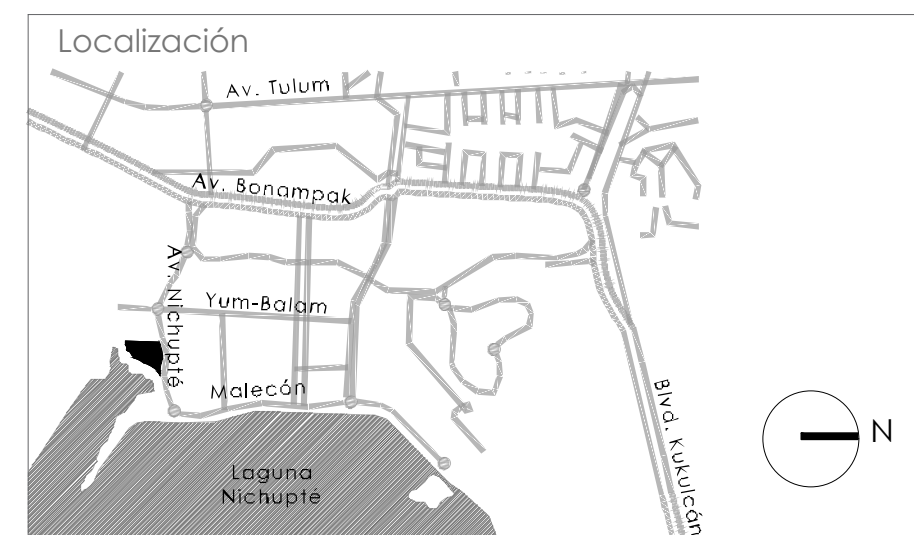 Localización
Av. Tulum
Av. Bonampak
Av. Nichupté
Yum-Balam
Malecón
Blvd. Kukulcán
N
Laguna
Nichupté